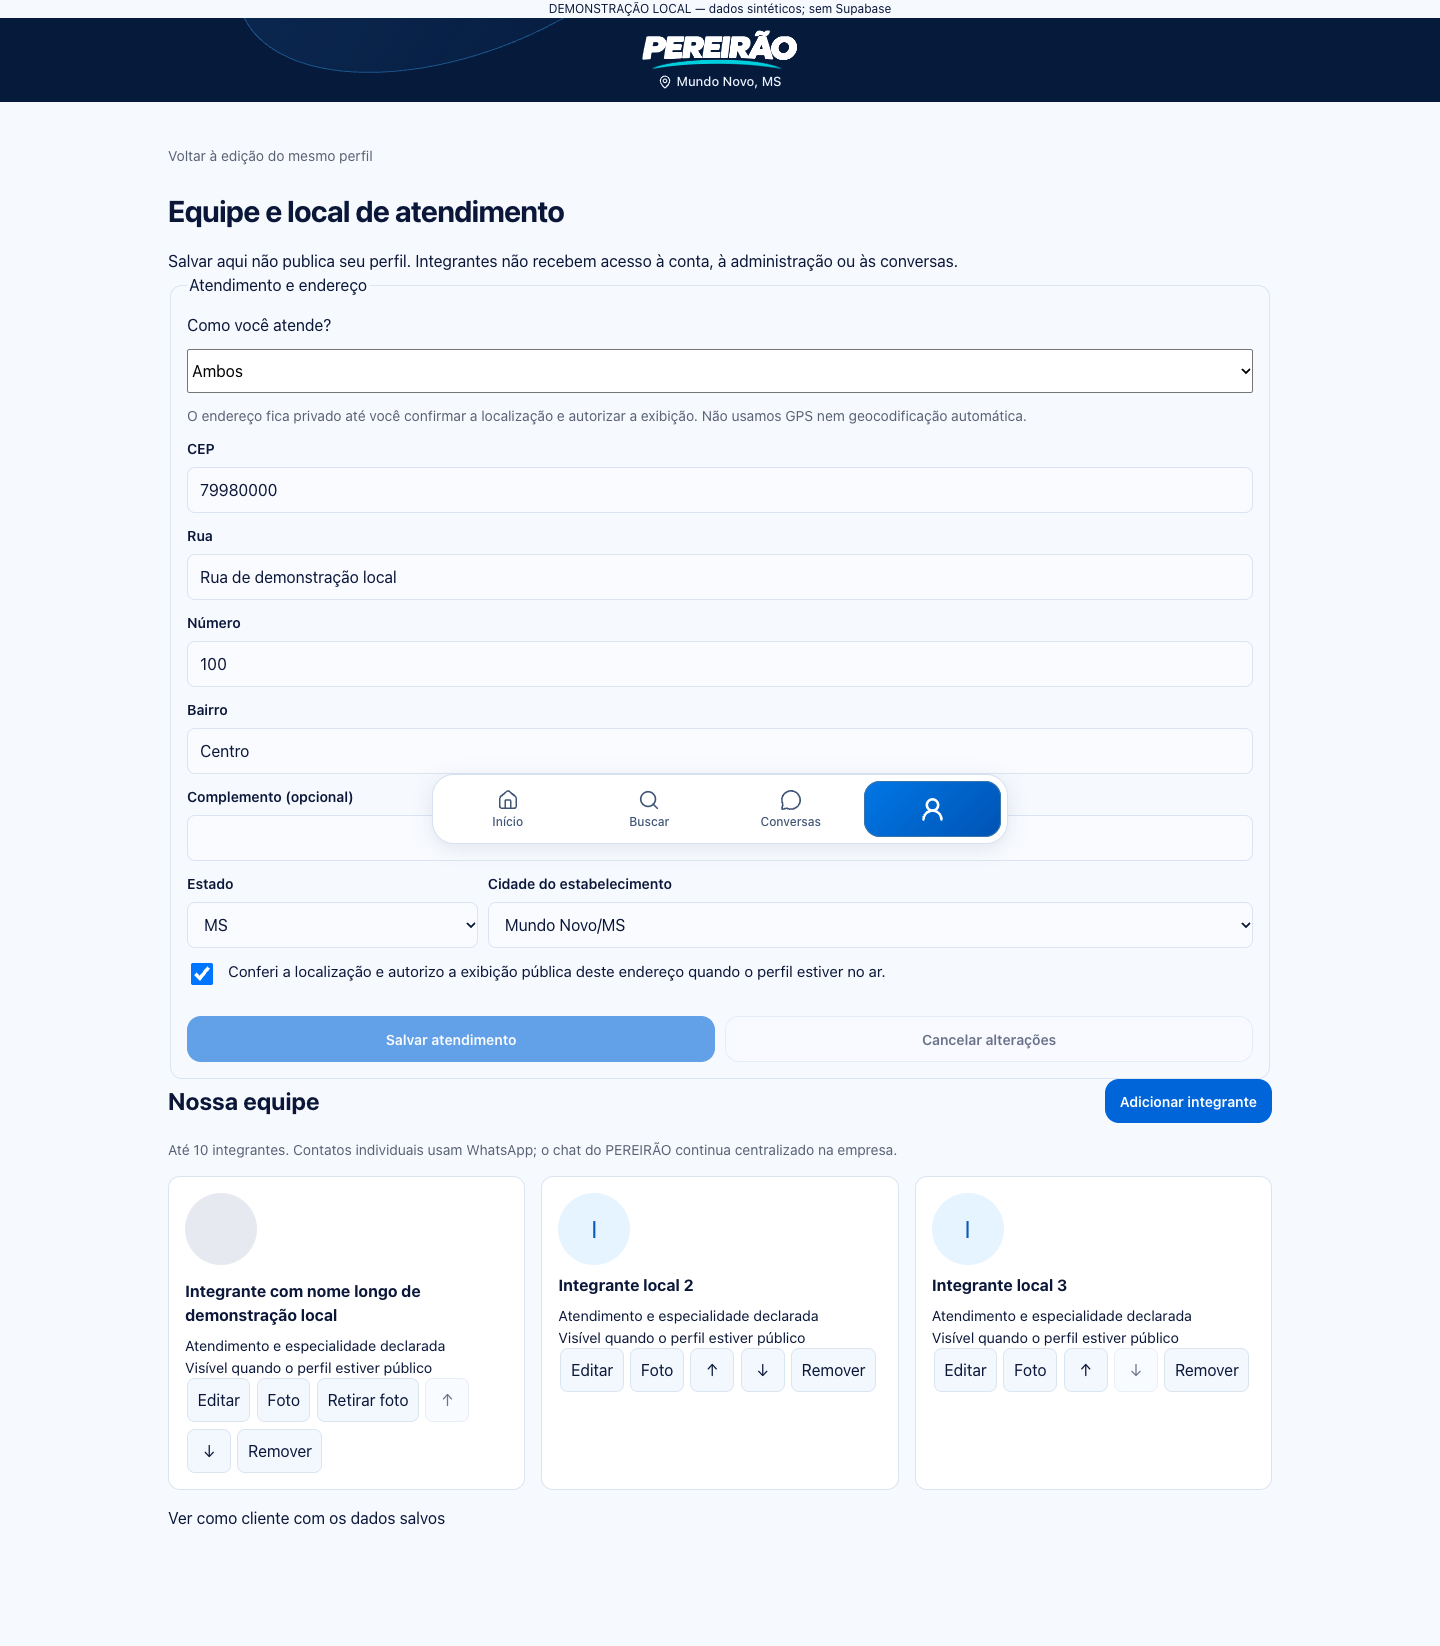 DEMONSTRAÇÃO LOCAL — dados sintéticos; sem Supabase
PEREIRÃO
Mundo Novo, MS
Voltar à edição do mesmo perfil
Equipe e local de atendimento
Salvar aqui não publica seu perfil. Integrantes não recebem acesso à conta, à administração ou às conversas.
Atendimento e endereço
Como você atende?
Ambos
O endereço fica privado até você confirmar a localização e autorizar a exibição. Não usamos GPS nem geocodificação automática.
CEP
79980000
Rua
Rua de demonstração local
Número
100
Bairro
Centro
Complemento (opcional)
Início
Buscar
Conversas
Estado
Cidade do estabelecimento
MS
Mundo Novo/MS
Conferi a localização e autorizo a exibição pública deste endereço quando o perfil estiver no ar.
Salvar atendimento
Cancelar alterações
Nossa equipe
Adicionar integrante
Até 10 integrantes. Contatos individuais usam WhatsApp; o chat do PEREIRÃO continua centralizado na empresa.
Integrante com nome longo de
demonstração local
Atendimento e especialidade declarada
Visível quando o perfil estiver público
Editar
Foto
Retirar foto
↑
↓
Remover
I
Integrante local 2
Atendimento e especialidade declarada
Visível quando o perfil estiver público
Editar
Foto
↑
↓
Remover
I
Integrante local 3
Atendimento e especialidade declarada
Visível quando o perfil estiver público
Editar
Foto
↑
↓
Remover
Ver como cliente com os dados salvos